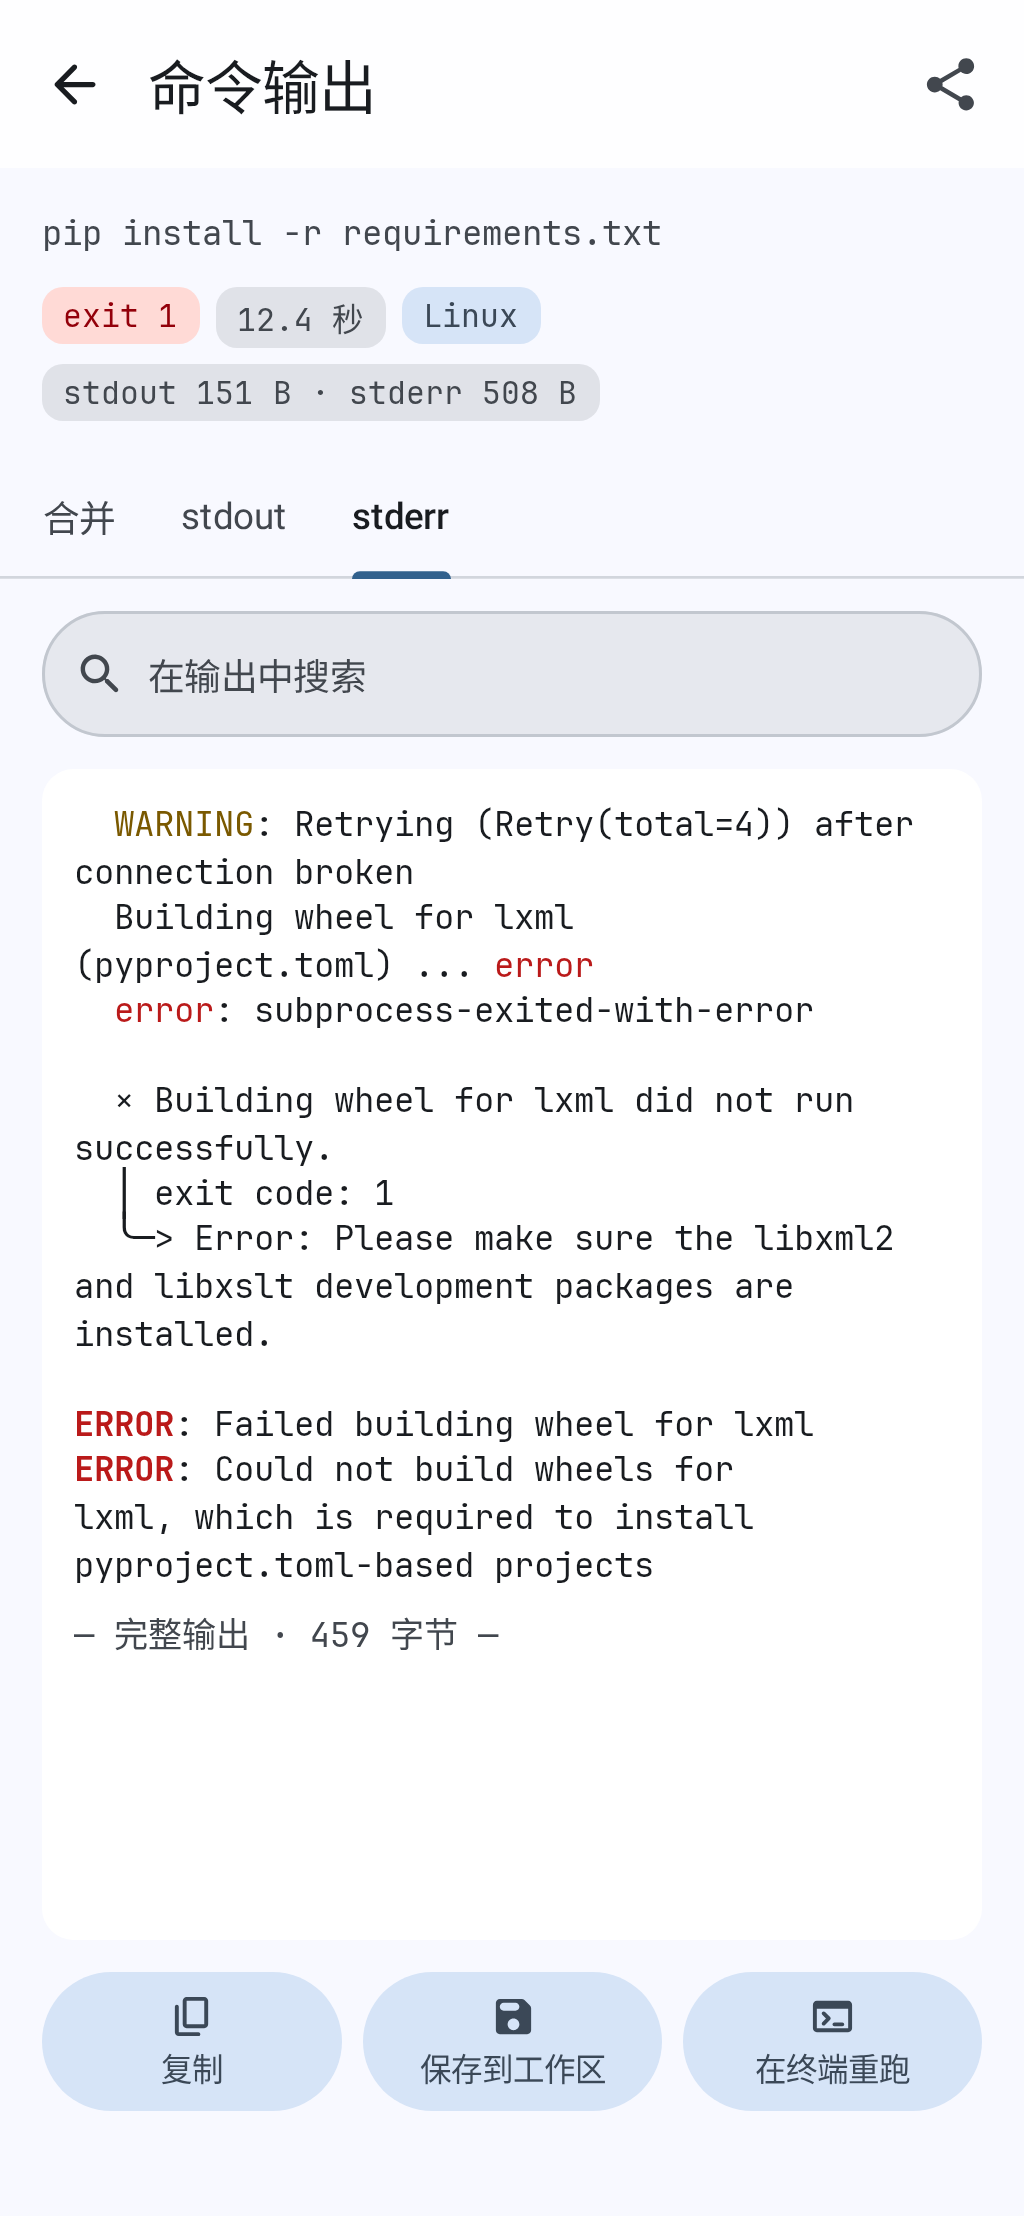 命令输出
pip install -r requirements.txt
exit 1
12.4 秒
Linux
stdout 151 B · stderr 508 B
合并
stdout
stderr
在输出中搜索
  WARNING: Retrying (Retry(total=4)) after
connection broken
  Building wheel for lxml
(pyproject.toml) ... error
  error: subprocess-exited-with-error

  × Building wheel for lxml did not run
successfully.
  │ exit code: 1
  ╰─> Error: Please make sure the libxml2
and libxslt development packages are
installed.

ERROR: Failed building wheel for lxml
ERROR: Could not build wheels for
lxml, which is required to install
pyproject.toml-based projects
— 完整输出 · 459 字节 —
复制
保存到工作区
在终端重跑